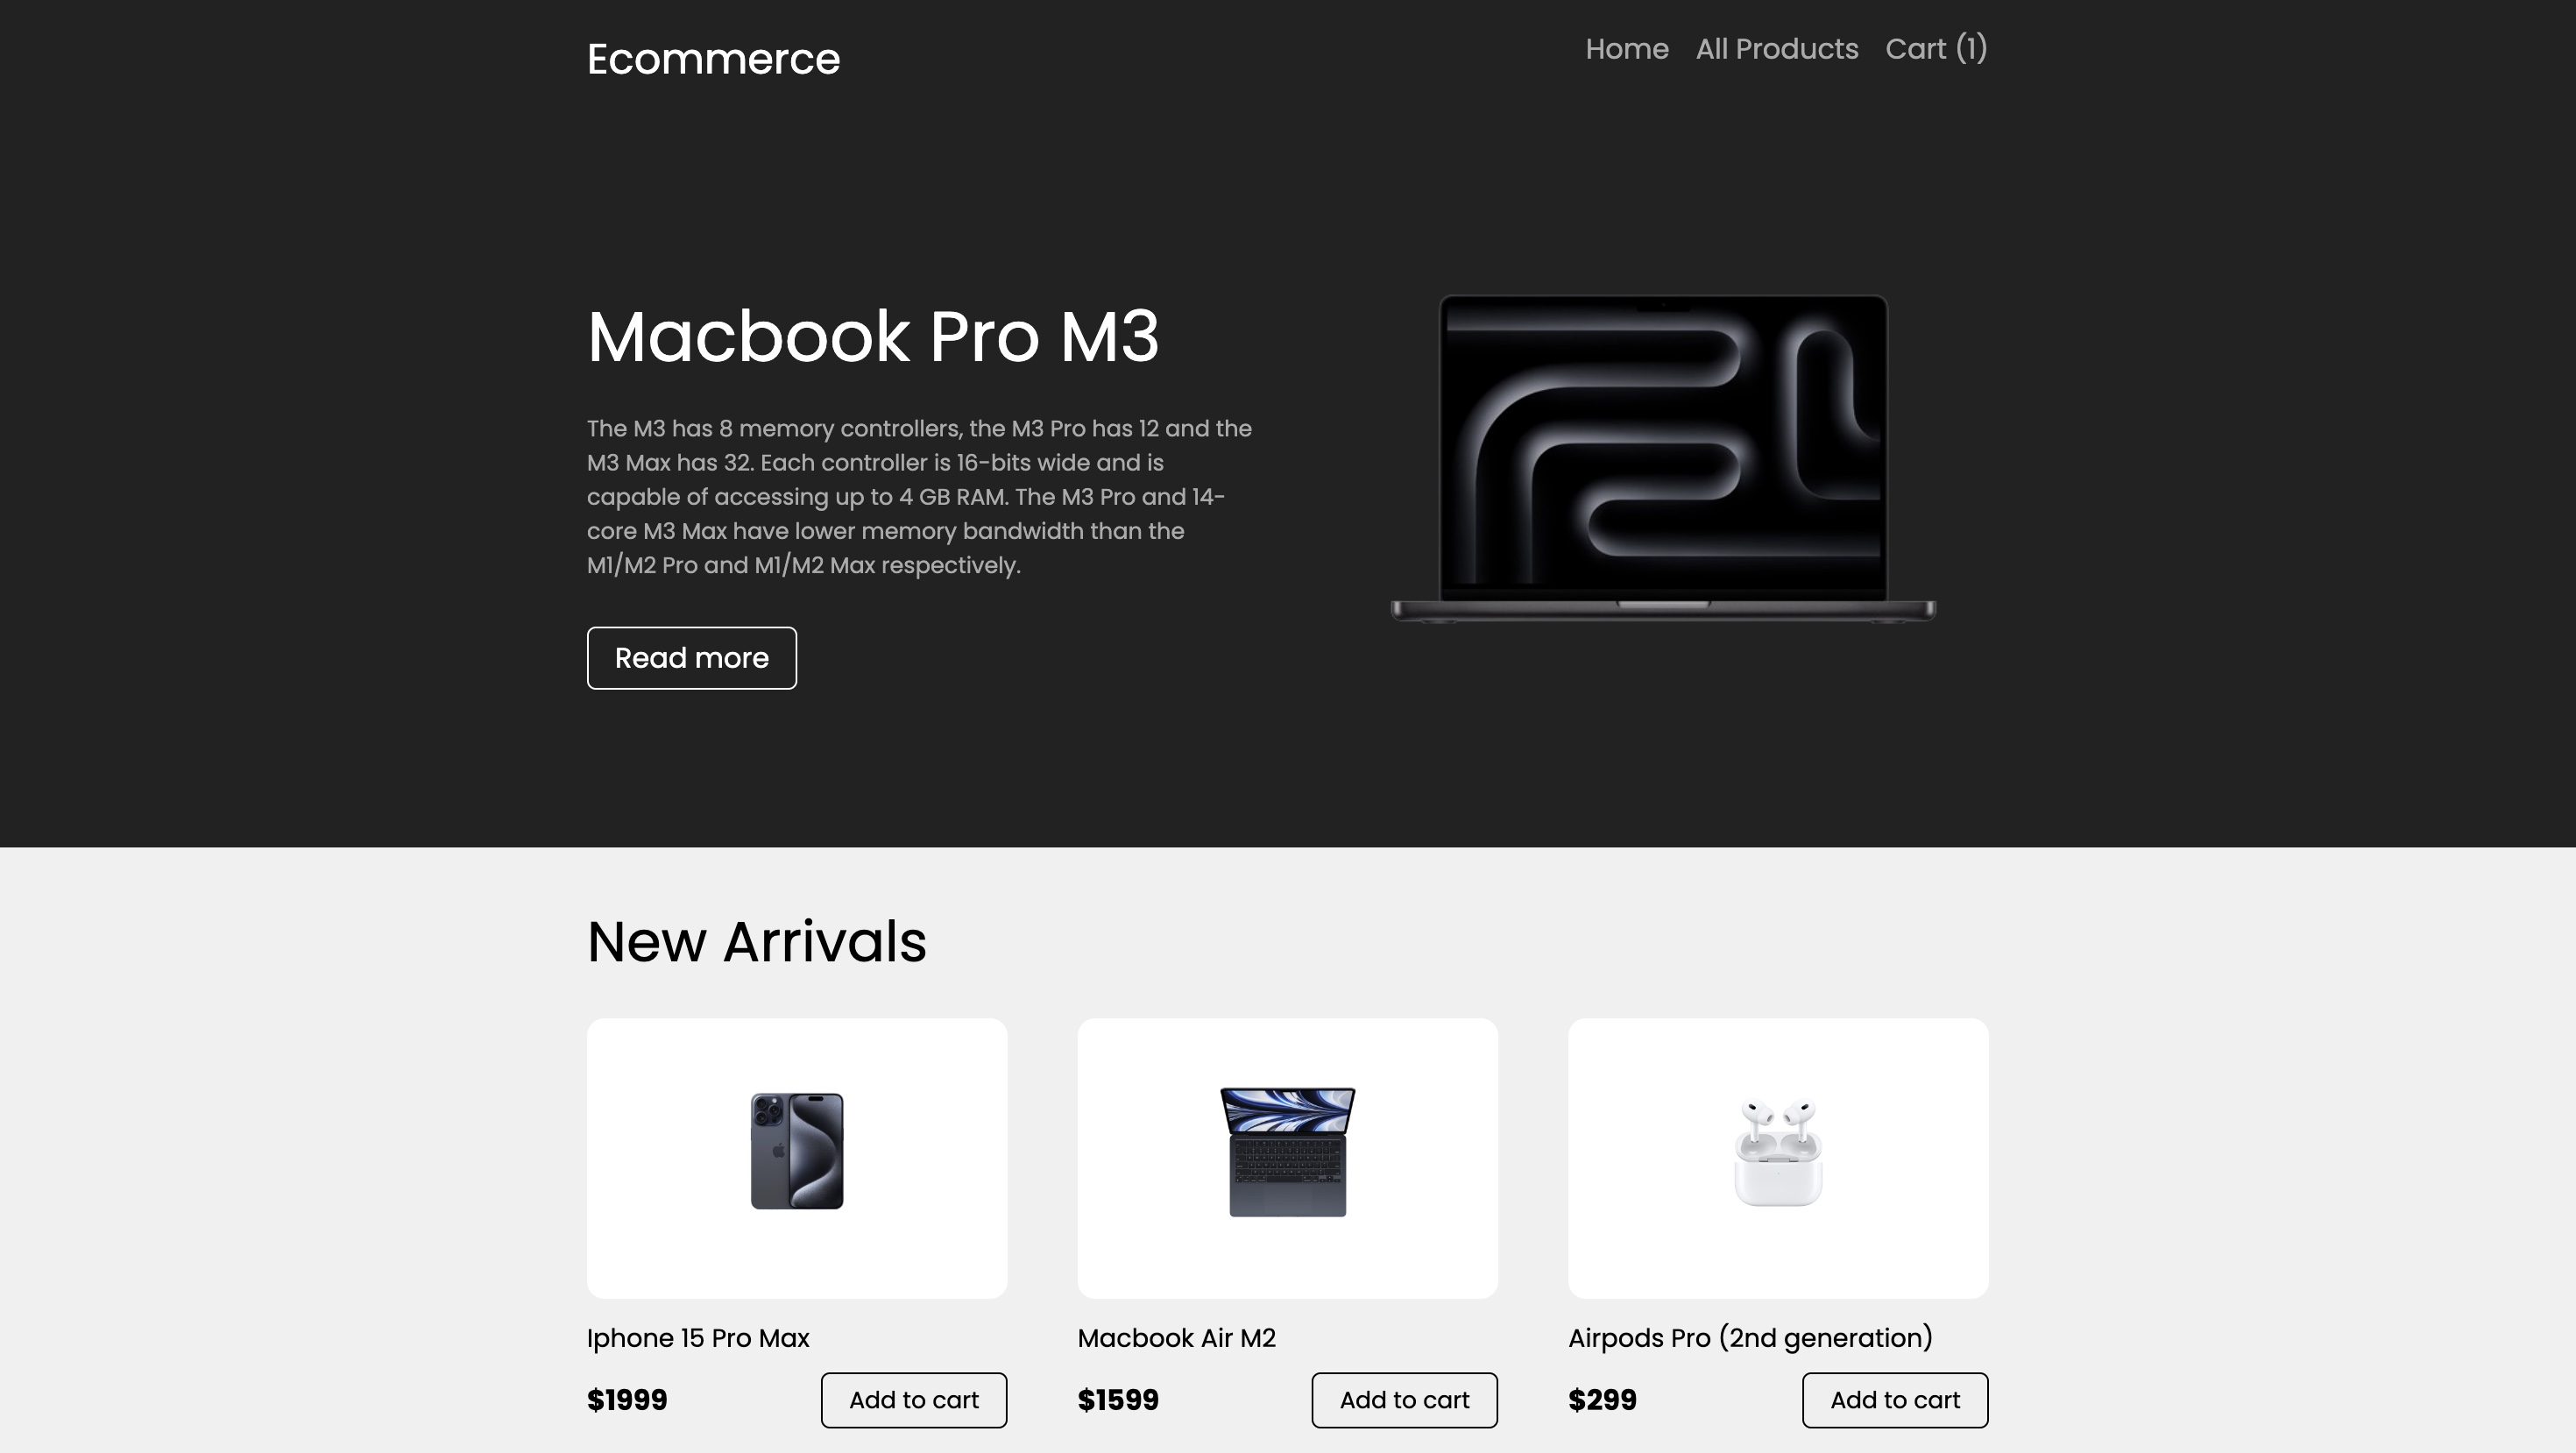 Ecommerce
Home All Products Cart (1)
Macbook Pro M3
The M3 has 8 memory controllers, the M3 Pro has 12 and the
M3 Max has 32. Each controller is 16-bits wide and is
capable of accessing up to 4 GB RAM. The M3 Pro and 14-
core M3 Max have lower memory bandwidth than the
M1/M2 Pro and M1/M2 Max respectively.
Read more
New Arrivals
Iphone 15 Pro Max
$1999 Add to cart
Macbook Air M2
$1599 Add to cart
Airpods Pro (2nd generation)
$299 Add to cart